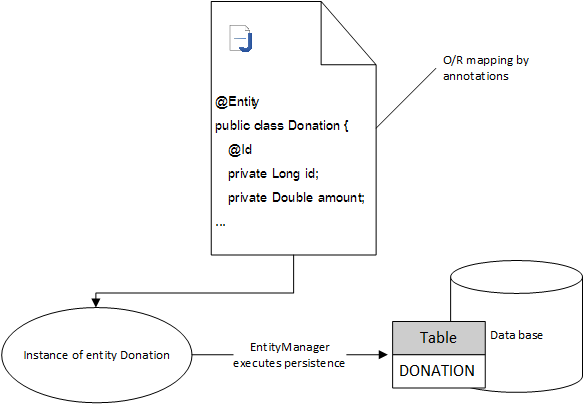 O/R mapping by
annotations
@Entity
public class Donation {
@Id
private Long id;
private Double amount;
...
Instance of entity Donation
EntityManager
executes persistence
Table
DONATION
Data base